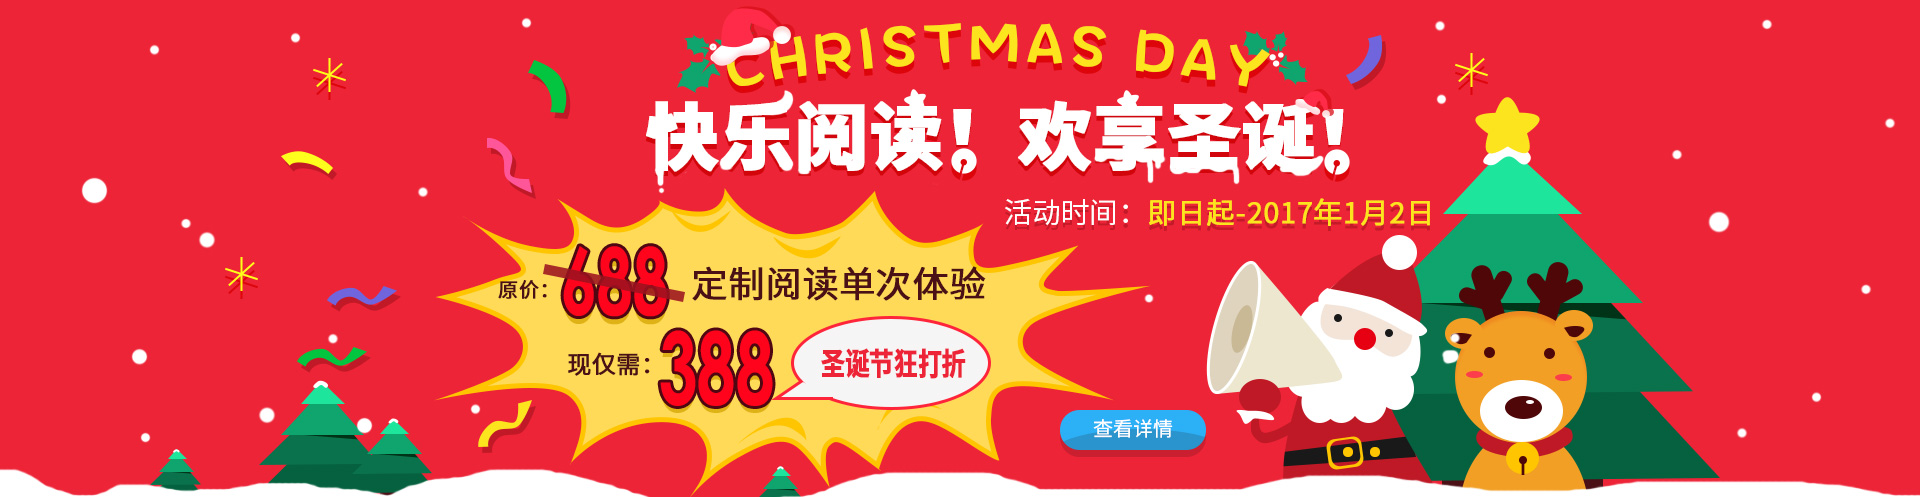 CHRISTMAS DAY
快乐阅读！欢享圣诞！
活动时间：即日起-2017年1月2日
原价：688 定制阅读单次体验
现仅需：388 圣诞节狂打折
查看详情